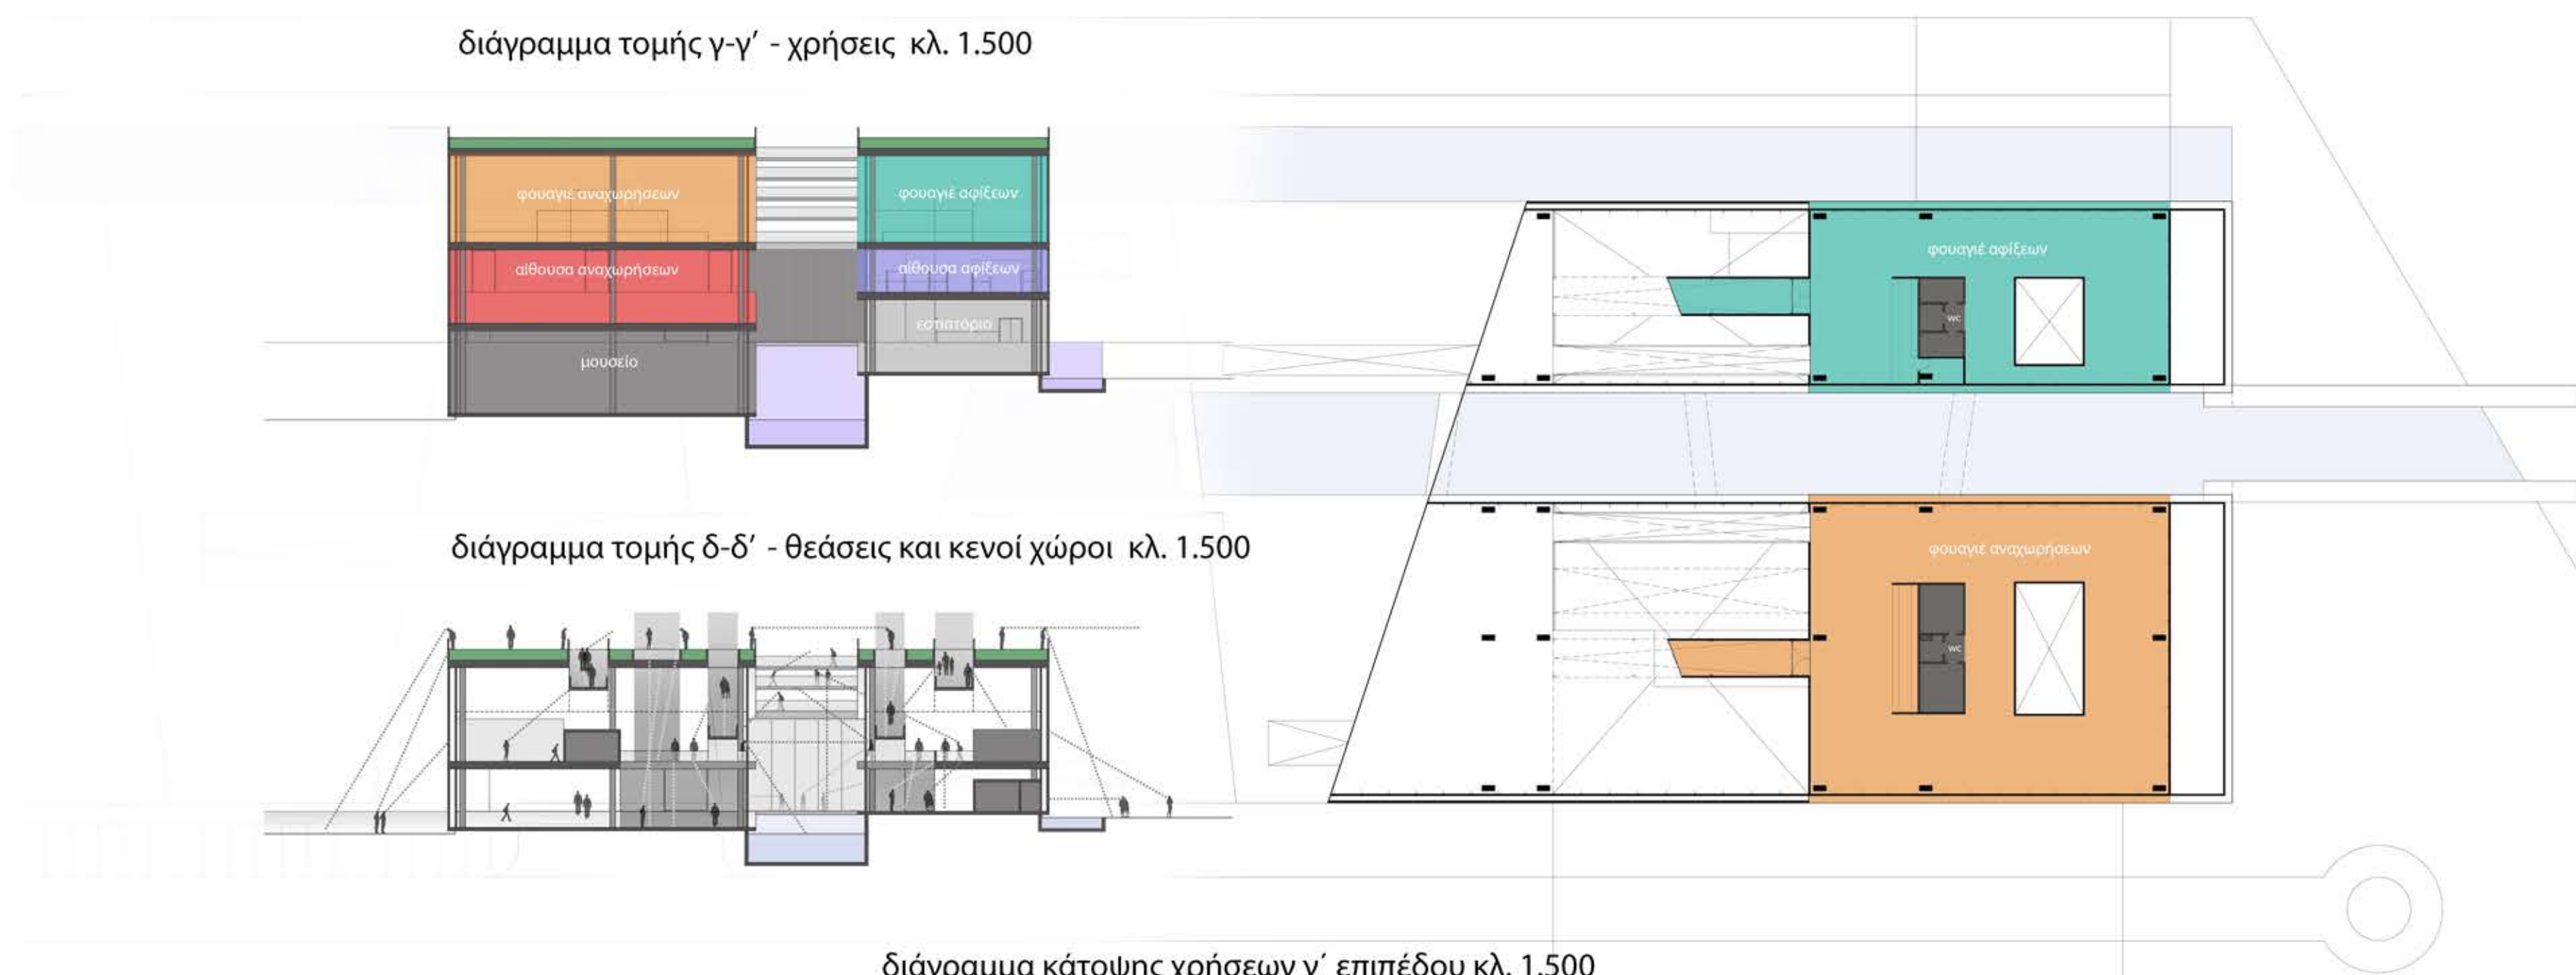 διάγραμμα τομής γ-γ’ - χρήσεις κλ. 1.500
φουαγιέ αναχωρήσεων
φουαγιέ αφίξεων
αίθουσα αναχωρήσεων
αίθουσα αφίξεων
εστιατόριο
μουσείο
φουαγιέ αφίξεων
wc
διάγραμμα τομής δ-δ’ - θεάσεις και κενοί χώροι κλ. 1.500
φουαγιέ αναχωρήσεων
wc
διάγραμμα κάτοψης χρήσεων γ΄ επιπέδου κλ. 1.500